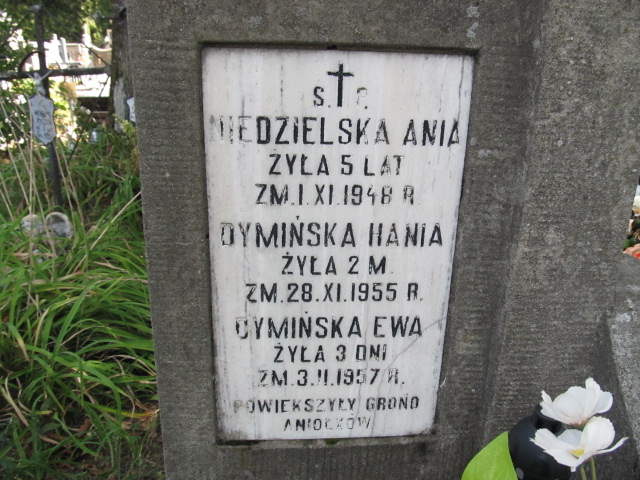 Ś. P.
NIEDZIELSKA ANIA
ŻYŁA 5 LAT
ZM. 1. XI. 1948 R.
DYMIŃSKA HANIA
ŻYŁA 2 M.
ZM. 28. XI. 1955 R.
DYMIŃSKA EWA
ŻYŁA 3 DNI
ZM. 3. II. 1957 R.
POWIEKSZYŁY GRONO
ANIOŁKÓW